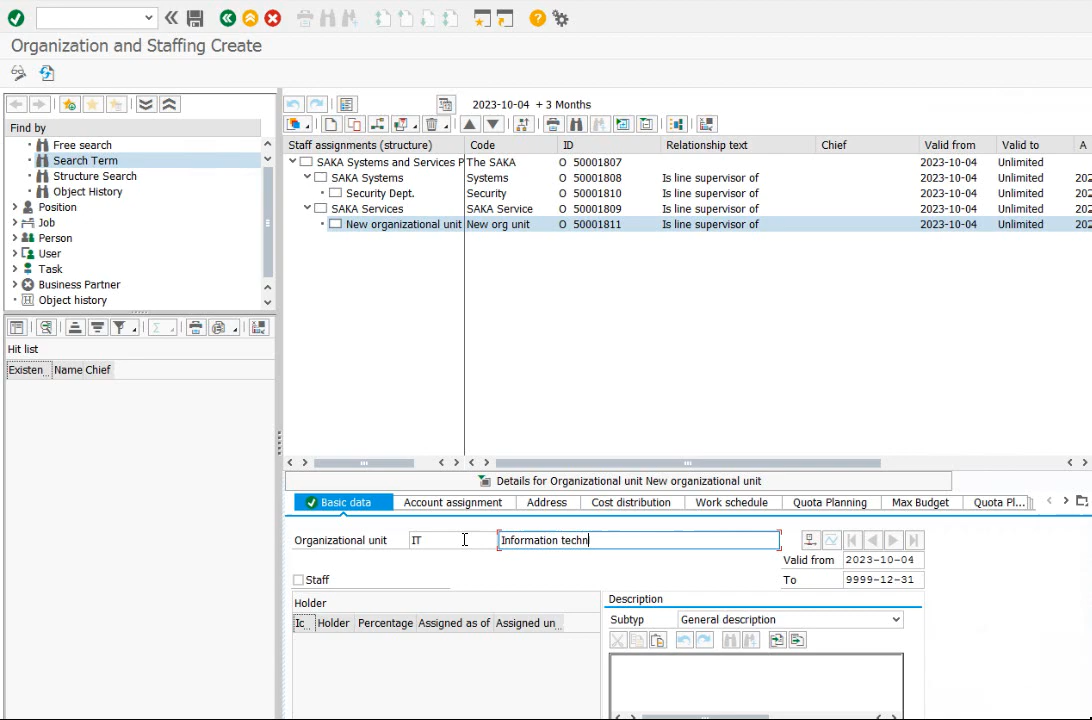 Organization and Staffing Create
2023-10-04 + 3 Months
Find by
Free search
Search Term
Structure Search
Object History
Position
Job
Person
User
Task
Business Partner
Object history
Hit list
Existen... Name Chief
Staff assignments (structure) Code ID Relationship text Chief Valid from Valid to A
SAKA Systems and Services P The SAKA O 50001807 2023-10-04 Unlimited
SAKA Systems Systems O 50001808 Is line supervisor of 2023-10-04 Unlimited 202
Security Dept. Security O 50001810 Is line supervisor of 2023-10-04 Unlimited 202
SAKA Services SAKA Service O 50001809 Is line supervisor of 2023-10-04 Unlimited 202
New organizational unit New org unit O 50001811 Is line supervisor of 2023-10-04 Unlimited 202
Details for Organizational unit New organizational unit
Basic data Account assignment Address Cost distribution Work schedule Quota Planning Max Budget Quota Pl...
Organizational unit IT Information techn
Valid from 2023-10-04
Staff To 9999-12-31
Holder
Ic... Holder Percentage Assigned as of Assigned un...
Description
Subtype General description